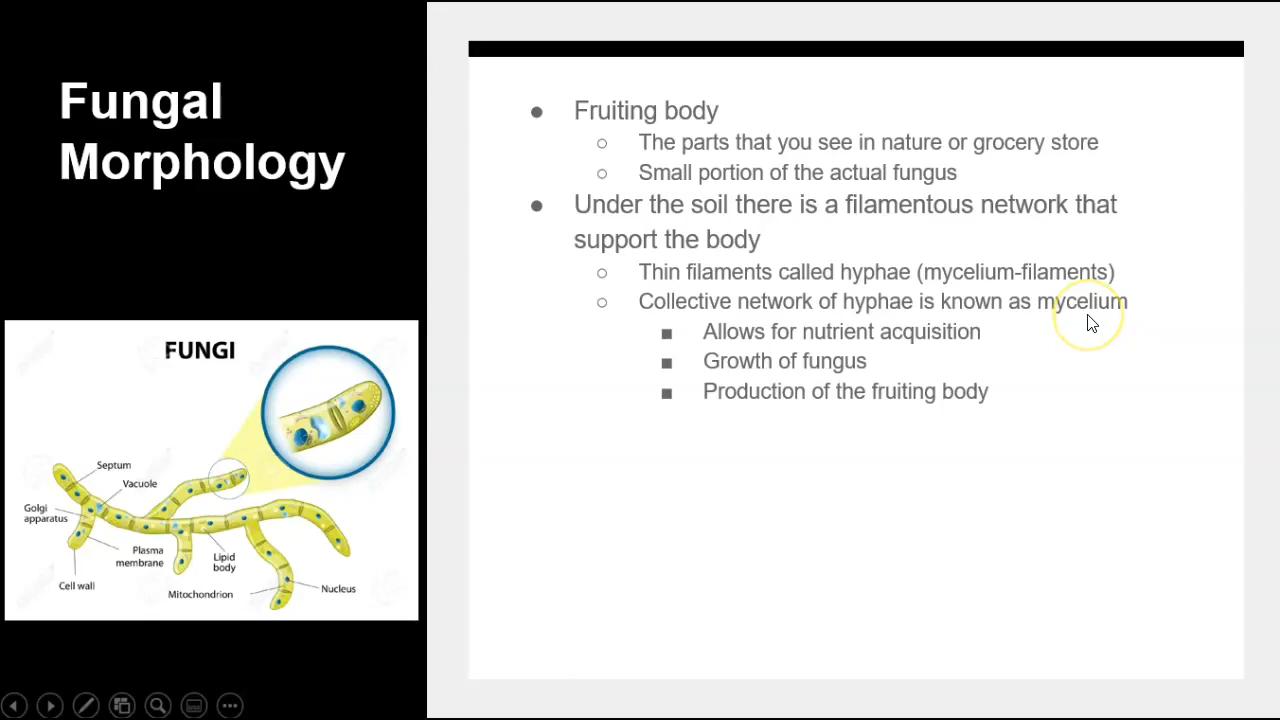 Fungal
Morphology
● Fruiting body
○ The parts that you see in nature or grocery store
○ Small portion of the actual fungus
● Under the soil there is a filamentous network that
support the body
○ Thin filaments called hyphae (mycelium-filaments)
○ Collective network of hyphae is known as mycelium
■ Allows for nutrient acquisition
■ Growth of fungus
■ Production of the fruiting body
FUNGI
Septum
Vacuole
Golgi
apparatus
Plasma
membrane
Lipid
body
Cell wall
Mitochondrion
Nucleus